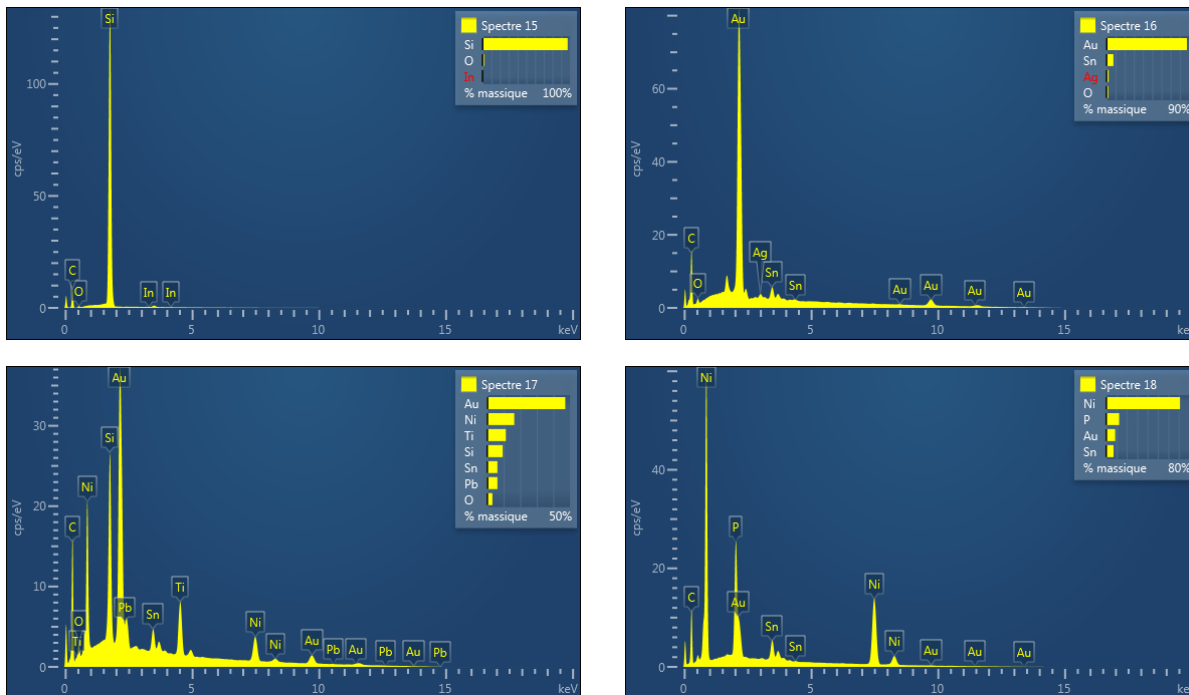 Si
Spectre 15
Si
O
In
% massique 100%
100
50
0
cps/eV
C
O
In
In
0
5
10
15
keV
Au
Spectre 16
Au
Sn
Ag
O
% massique 90%
60
40
20
0
cps/eV
C
O
Ag
Sn
Sn
Au
Au
Au
Au
0
5
10
15
Au
Spectre 17
Au
Ni
Ti
Si
Sn
Pb
O
% massique 50%
30
20
10
0
cps/eV
Si
Ni
C
O
Ti
Pb
Sn
Ti
Ni
Ni
Au
Pb
Au
Pb
Au
Pb
0
5
10
15
keV
Ni
Spectre 18
Ni
P
Au
Sn
% massique 80%
40
20
0
cps/eV
P
C
Au
Sn
Sn
Ni
Ni
Au
Au
Au
0
5
10
15